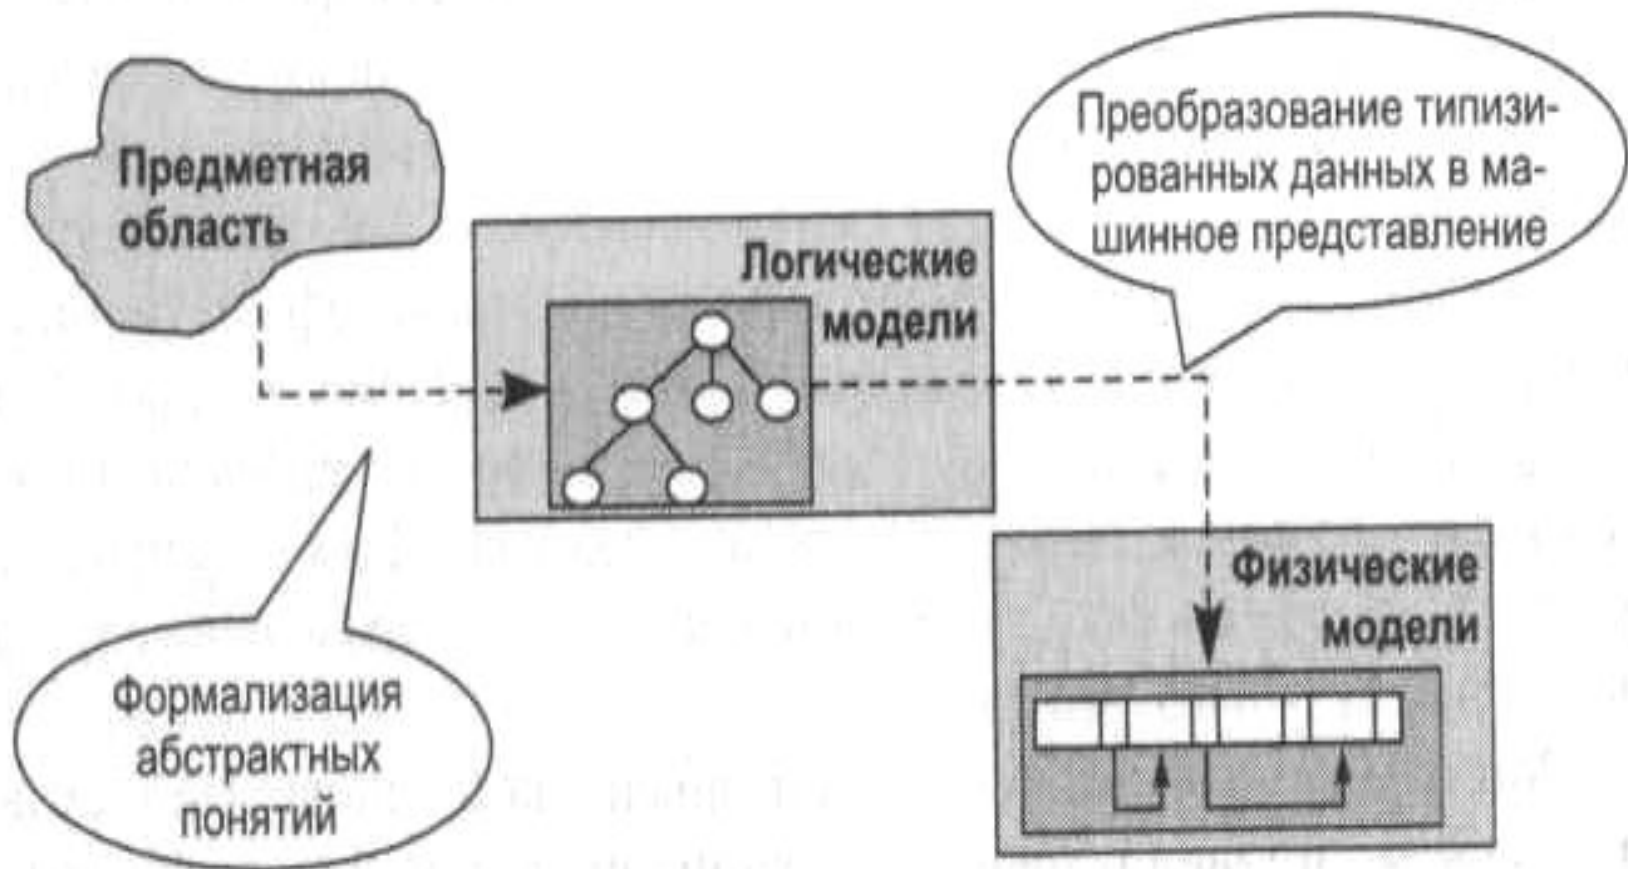 Предметная
область
Логические
модели
Преобразование типизи-
рованных данных в ма-
шинное представление
Физические
модели
Формализация
абстрактных
понятий